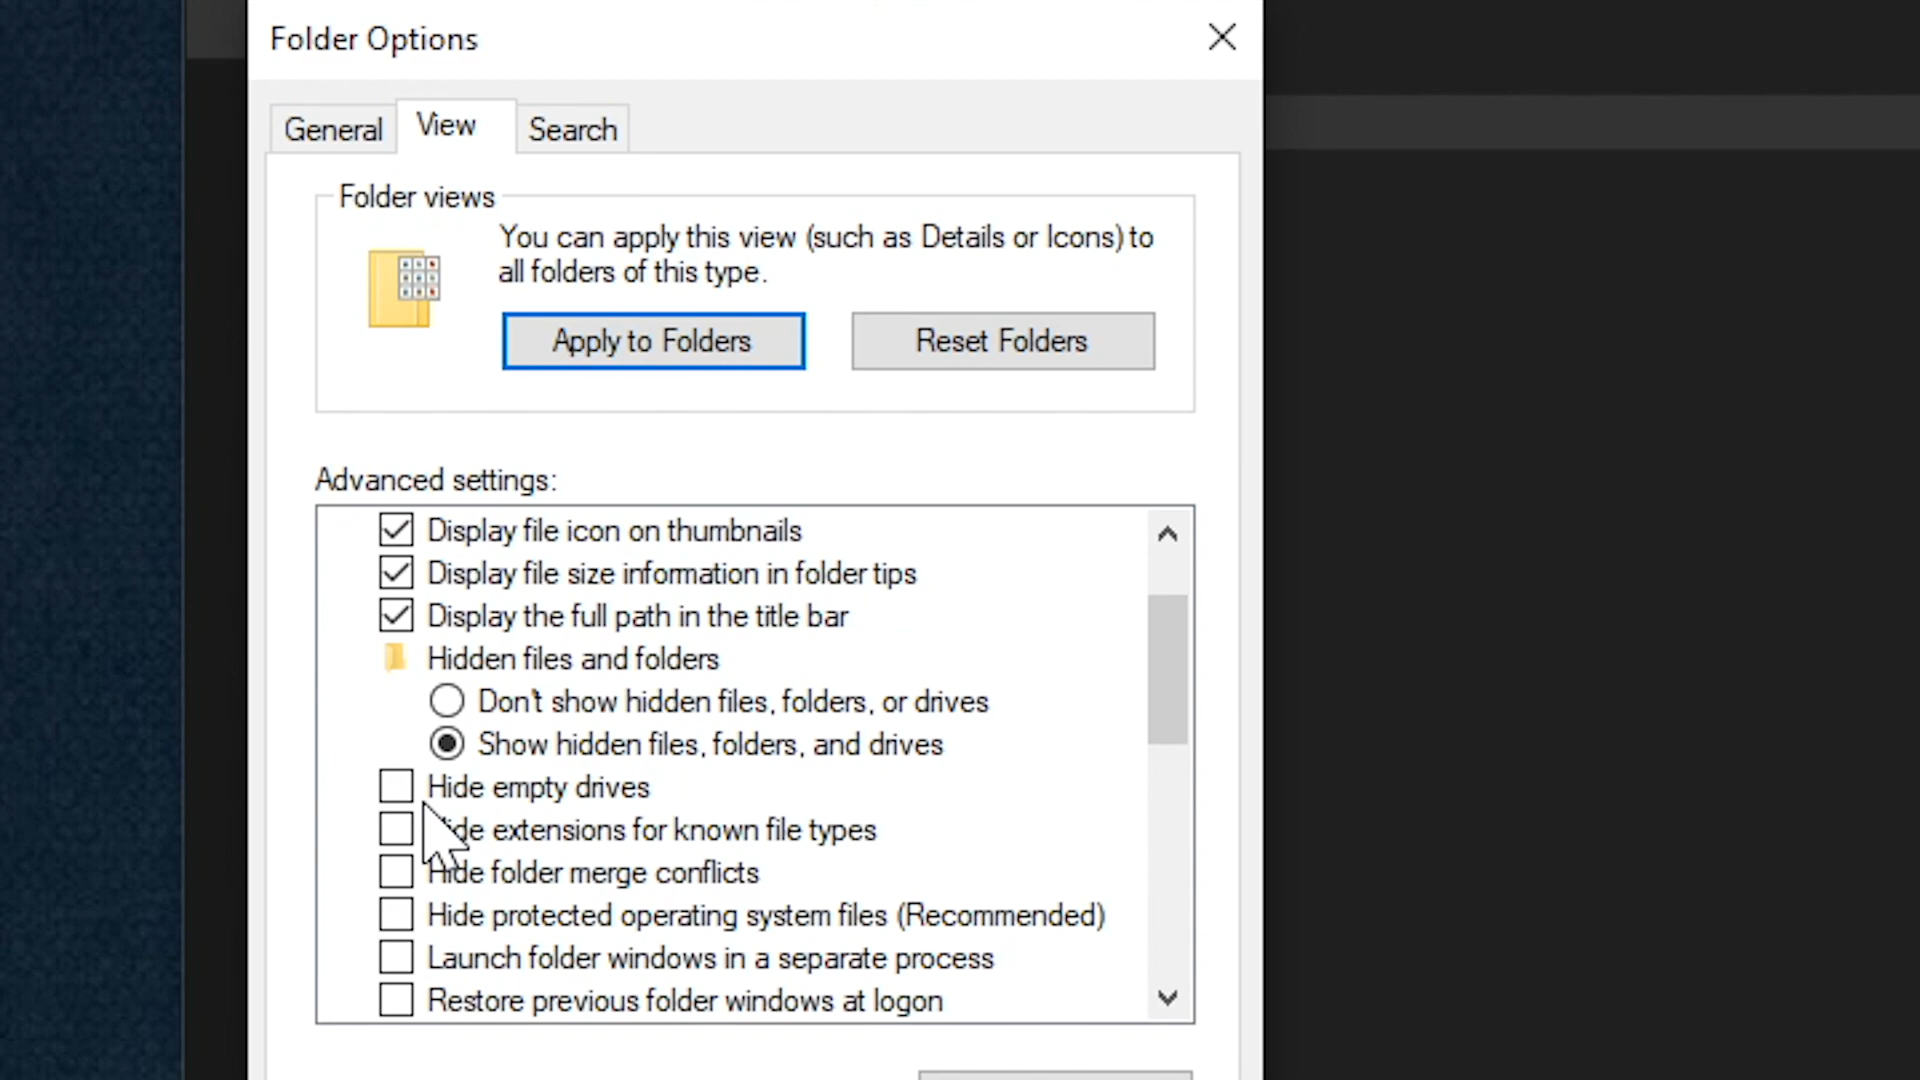 Folder Options
General
View
Search
Folder views
You can apply this view (such as Details or Icons) to
all folders of this type.
Apply to Folders
Reset Folders
Advanced settings:
Display file icon on thumbnails
Display file size information in folder tips
Display the full path in the title bar
Hidden files and folders
Don't show hidden files, folders, or drives
Show hidden files, folders, and drives
Hide empty drives
Hide extensions for known file types
Hide folder merge conflicts
Hide protected operating system files (Recommended)
Launch folder windows in a separate process
Restore previous folder windows at logon